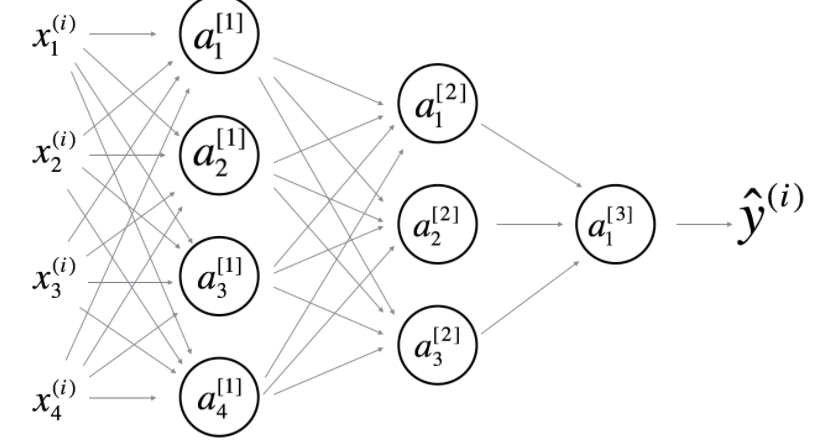 x_1^{(i)}
x_2^{(i)}
x_3^{(i)}
x_4^{(i)}
a_1^{[1]}
a_2^{[1]}
a_3^{[1]}
a_4^{[1]}
a_1^{[2]}
a_2^{[2]}
a_3^{[2]}
a_1^{[3]}
ŷ^{(i)}